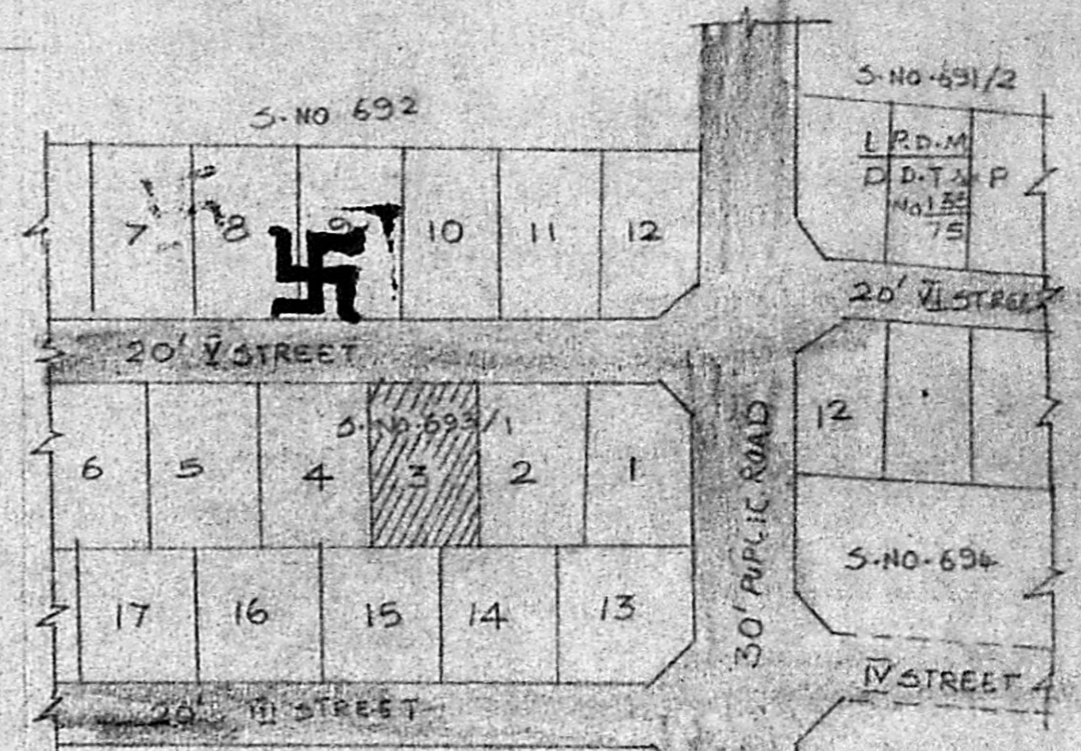 S.NO 692
S.NO.691/2
L P.D.M
D D.T & P
No
75
7 8 9 10 11 12
20' VI STREET
20' V STREET
S.NO.693/1
6 5 4 3 2 1
12
30' PUPLIC ROAD
S.NO.694
17 16 15 14 13
IV STREET
20' III STREET